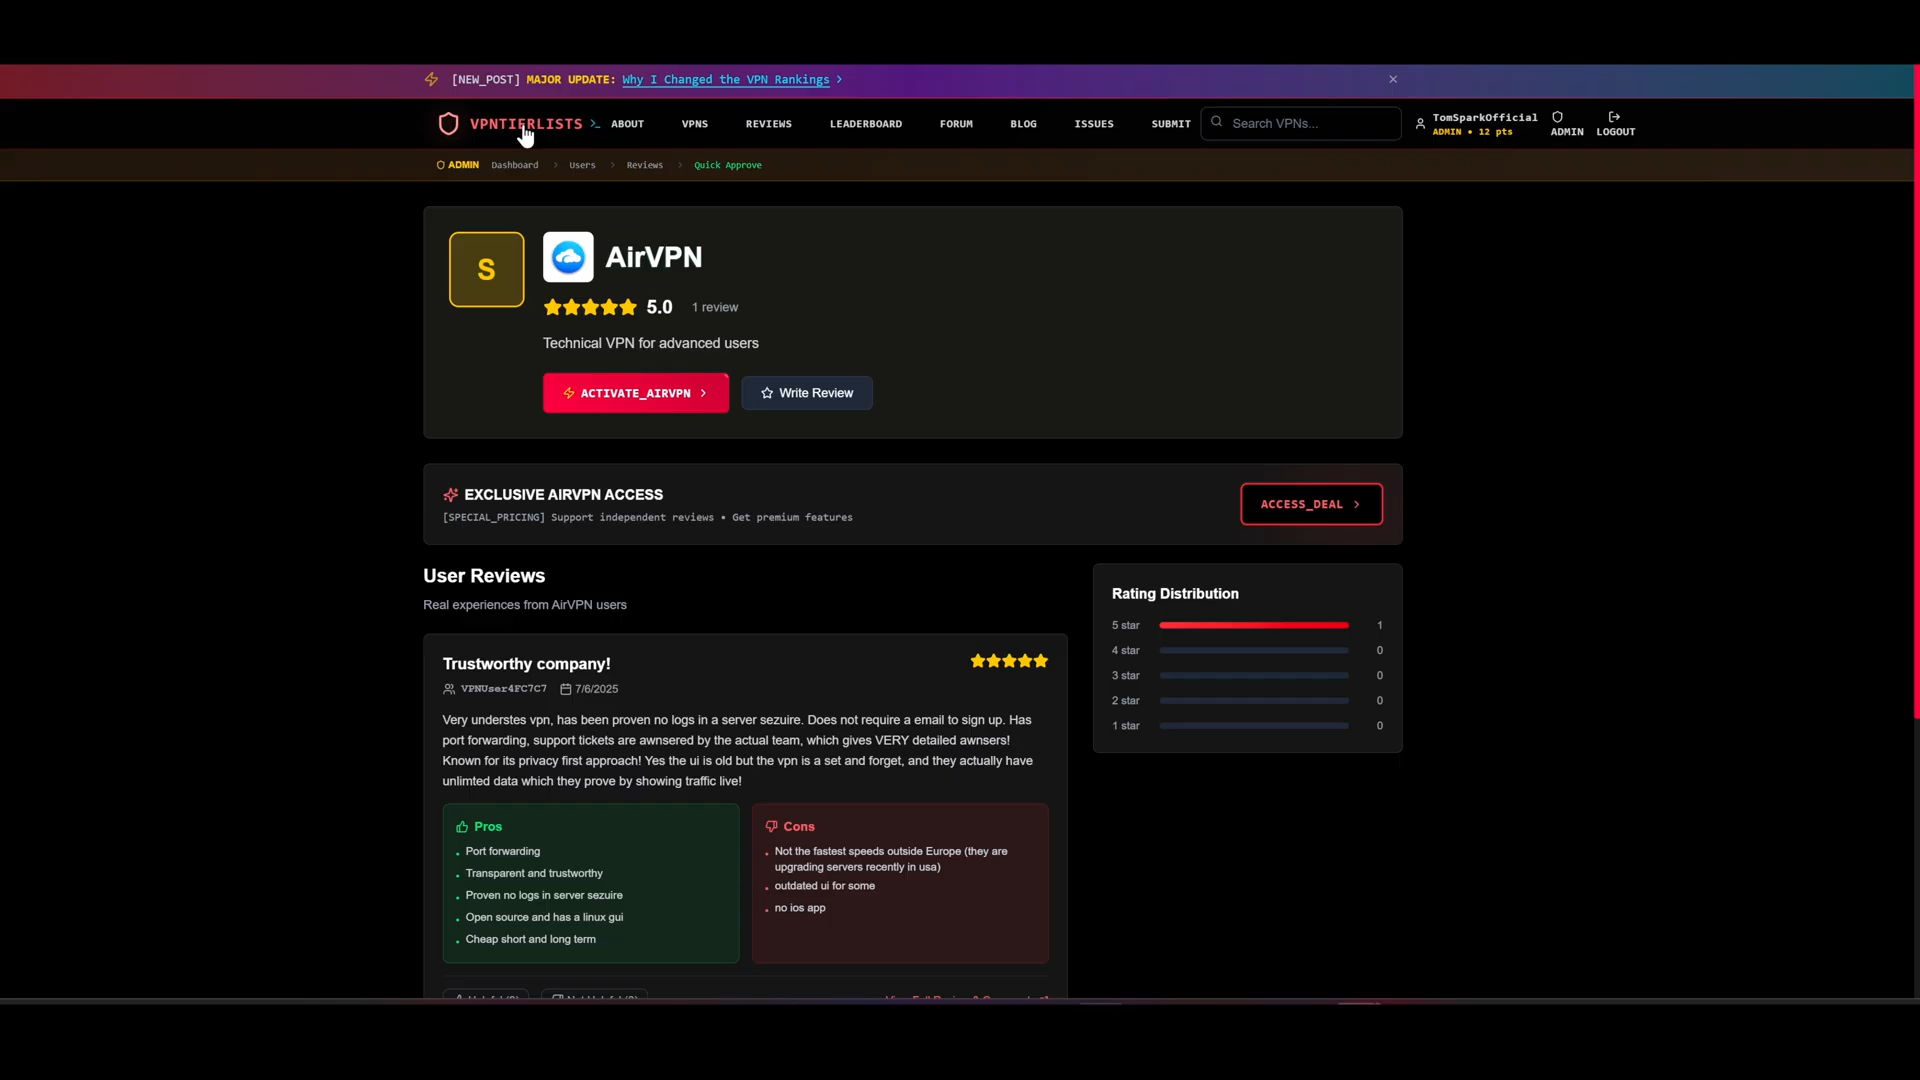 [NEW_POST] MAJOR UPDATE: Why I Changed the VPN Rankings >
VPNTIERLISTS >_ ABOUT VPNS REVIEWS LEADERBOARD FORUM BLOG ISSUES SUBMIT Search VPNs... TomSparkOfficial ADMIN LOGOUT
ADMIN • 12 pts
ADMIN Dashboard > Users > Reviews > Quick Approve
S
AirVPN
5.0 1 review
Technical VPN for advanced users
ACTIVATE_AIRVPN >
Write Review
EXCLUSIVE AIRVPN ACCESS
[SPECIAL_PRICING] Support independent reviews • Get premium features
ACCESS_DEAL >
User Reviews
Real experiences from AirVPN users
Trustworthy company!
VPNUser4FC7C7 7/6/2025
Very understes vpn, has been proven no logs in a server sezuire. Does not require a email to sign up. Has
port forwarding, support tickets are awnsered by the actual team, which gives VERY detailed awnsers!
Known for its privacy first approach! Yes the ui is old but the vpn is a set and forget, and they actually have
unlimted data which they prove by showing traffic live!
Pros
• Port forwarding
• Transparent and trustworthy
• Proven no logs in server sezuire
• Open source and has a linux gui
• Cheap short and long term
Cons
• Not the fastest speeds outside Europe (they are
upgrading servers recently in usa)
• outdated ui for some
• no ios app
Rating Distribution
5 star 1
4 star 0
3 star 0
2 star 0
1 star 0